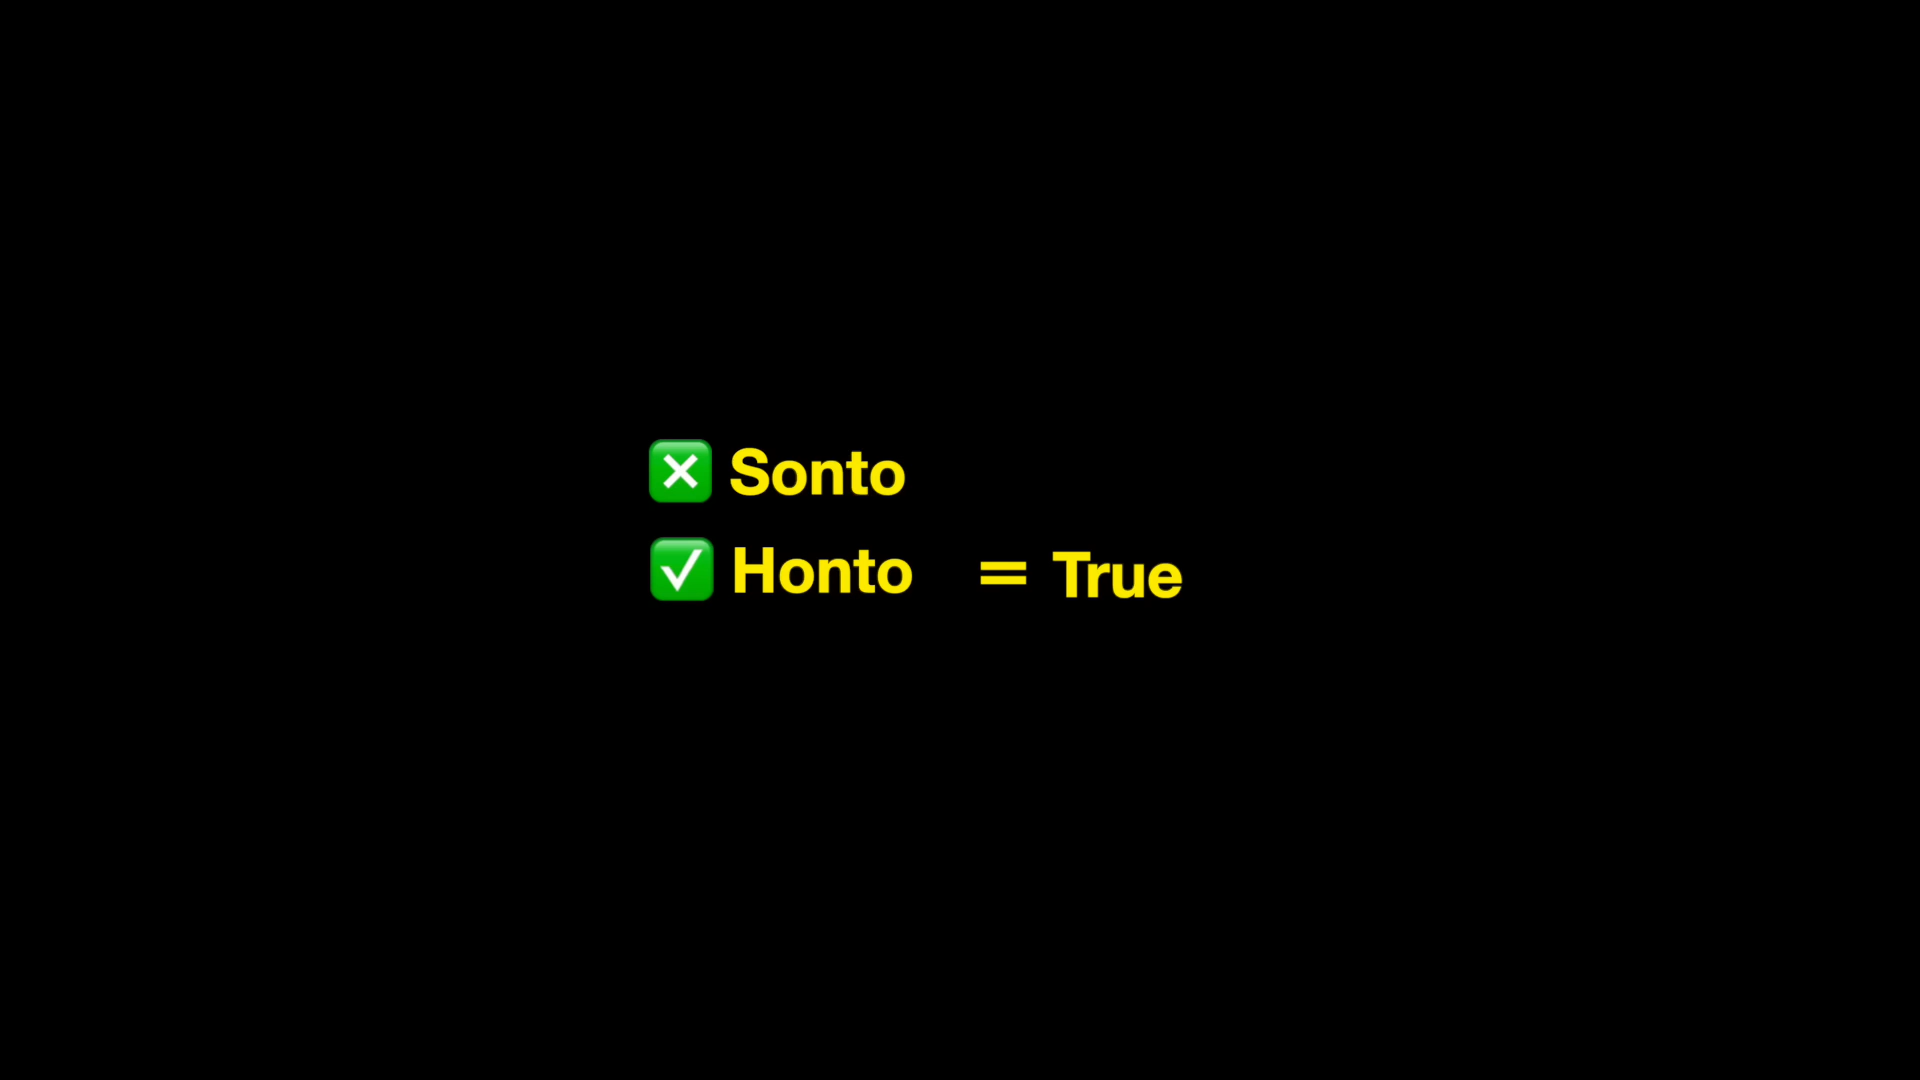 ❎ Sonto
✅ Honto = True